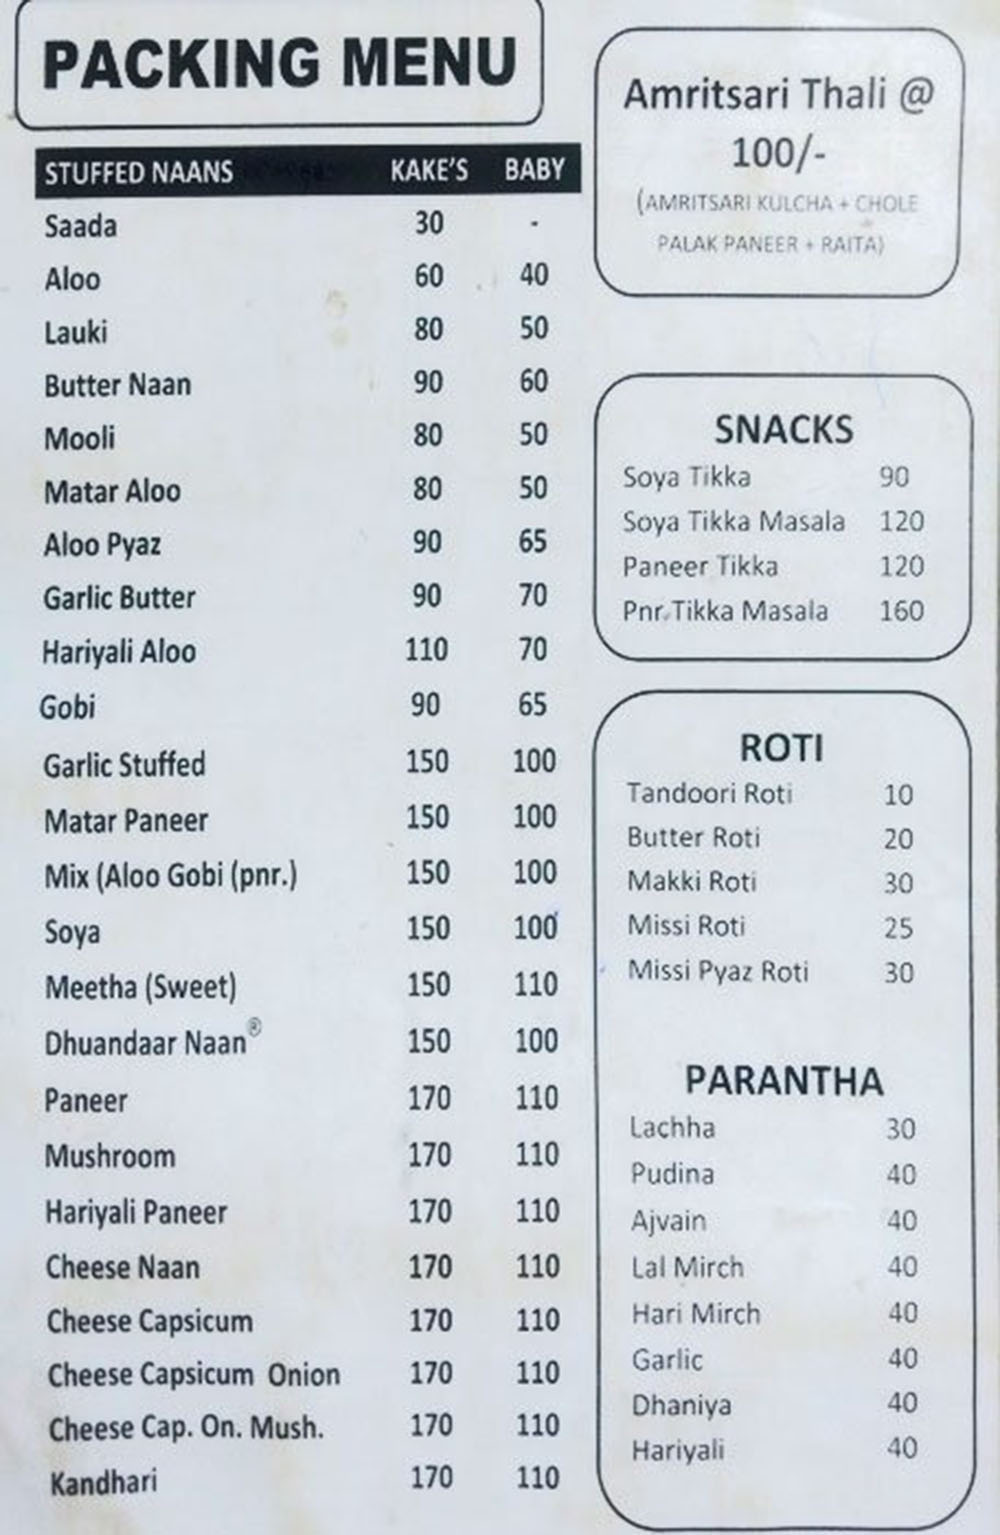 PACKING MENU
STUFFED NAANS KAKE'S BABY
Saada 30 -
Aloo 60 40
Lauki 80 50
Butter Naan 90 60
Mooli 80 50
Matar Aloo 80 50
Aloo Pyaz 90 65
Garlic Butter 90 70
Hariyali Aloo 110 70
Gobi 90 65
Garlic Stuffed 150 100
Matar Paneer 150 100
Mix (Aloo Gobi (pnr.) 150 100
Soya 150 100
Meetha (Sweet) 150 110
Dhuandaar Naan® 150 100
Paneer 170 110
Mushroom 170 110
Hariyali Paneer 170 110
Cheese Naan 170 110
Cheese Capsicum 170 110
Cheese Capsicum Onion 170 110
Cheese Cap. On. Mush. 170 110
Kandhari 170 110
Amritsari Thali @
100/-
(AMRITSARI KULCHA + CHOLE
PALAK PANEER + RAITA)
SNACKS
Soya Tikka 90
Soya Tikka Masala 120
Paneer Tikka 120
Pnr.Tikka Masala 160
ROTI
Tandoori Roti 10
Butter Roti 20
Makki Roti 30
Missi Roti 25
Missi Pyaz Roti 30
PARANTHA
Lachha 30
Pudina 40
Ajvain 40
Lal Mirch 40
Hari Mirch 40
Garlic 40
Dhaniya 40
Hariyali 40